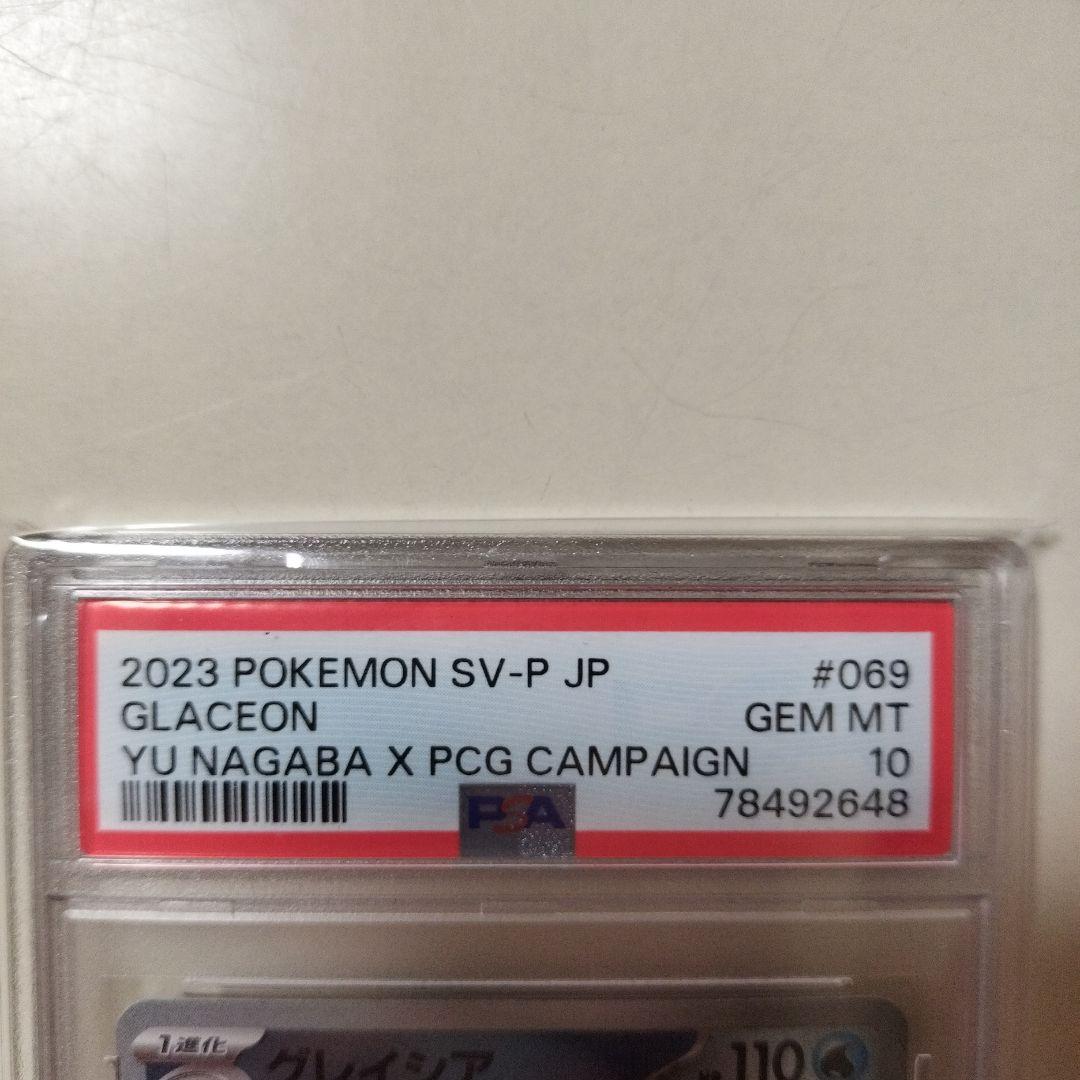 2023 POKEMON SV-P JP #069
GLACEON GEM MT
YU NAGABA X PCG CAMPAIGN 10
PSA 78492648
1進化 グレイシア HP 110